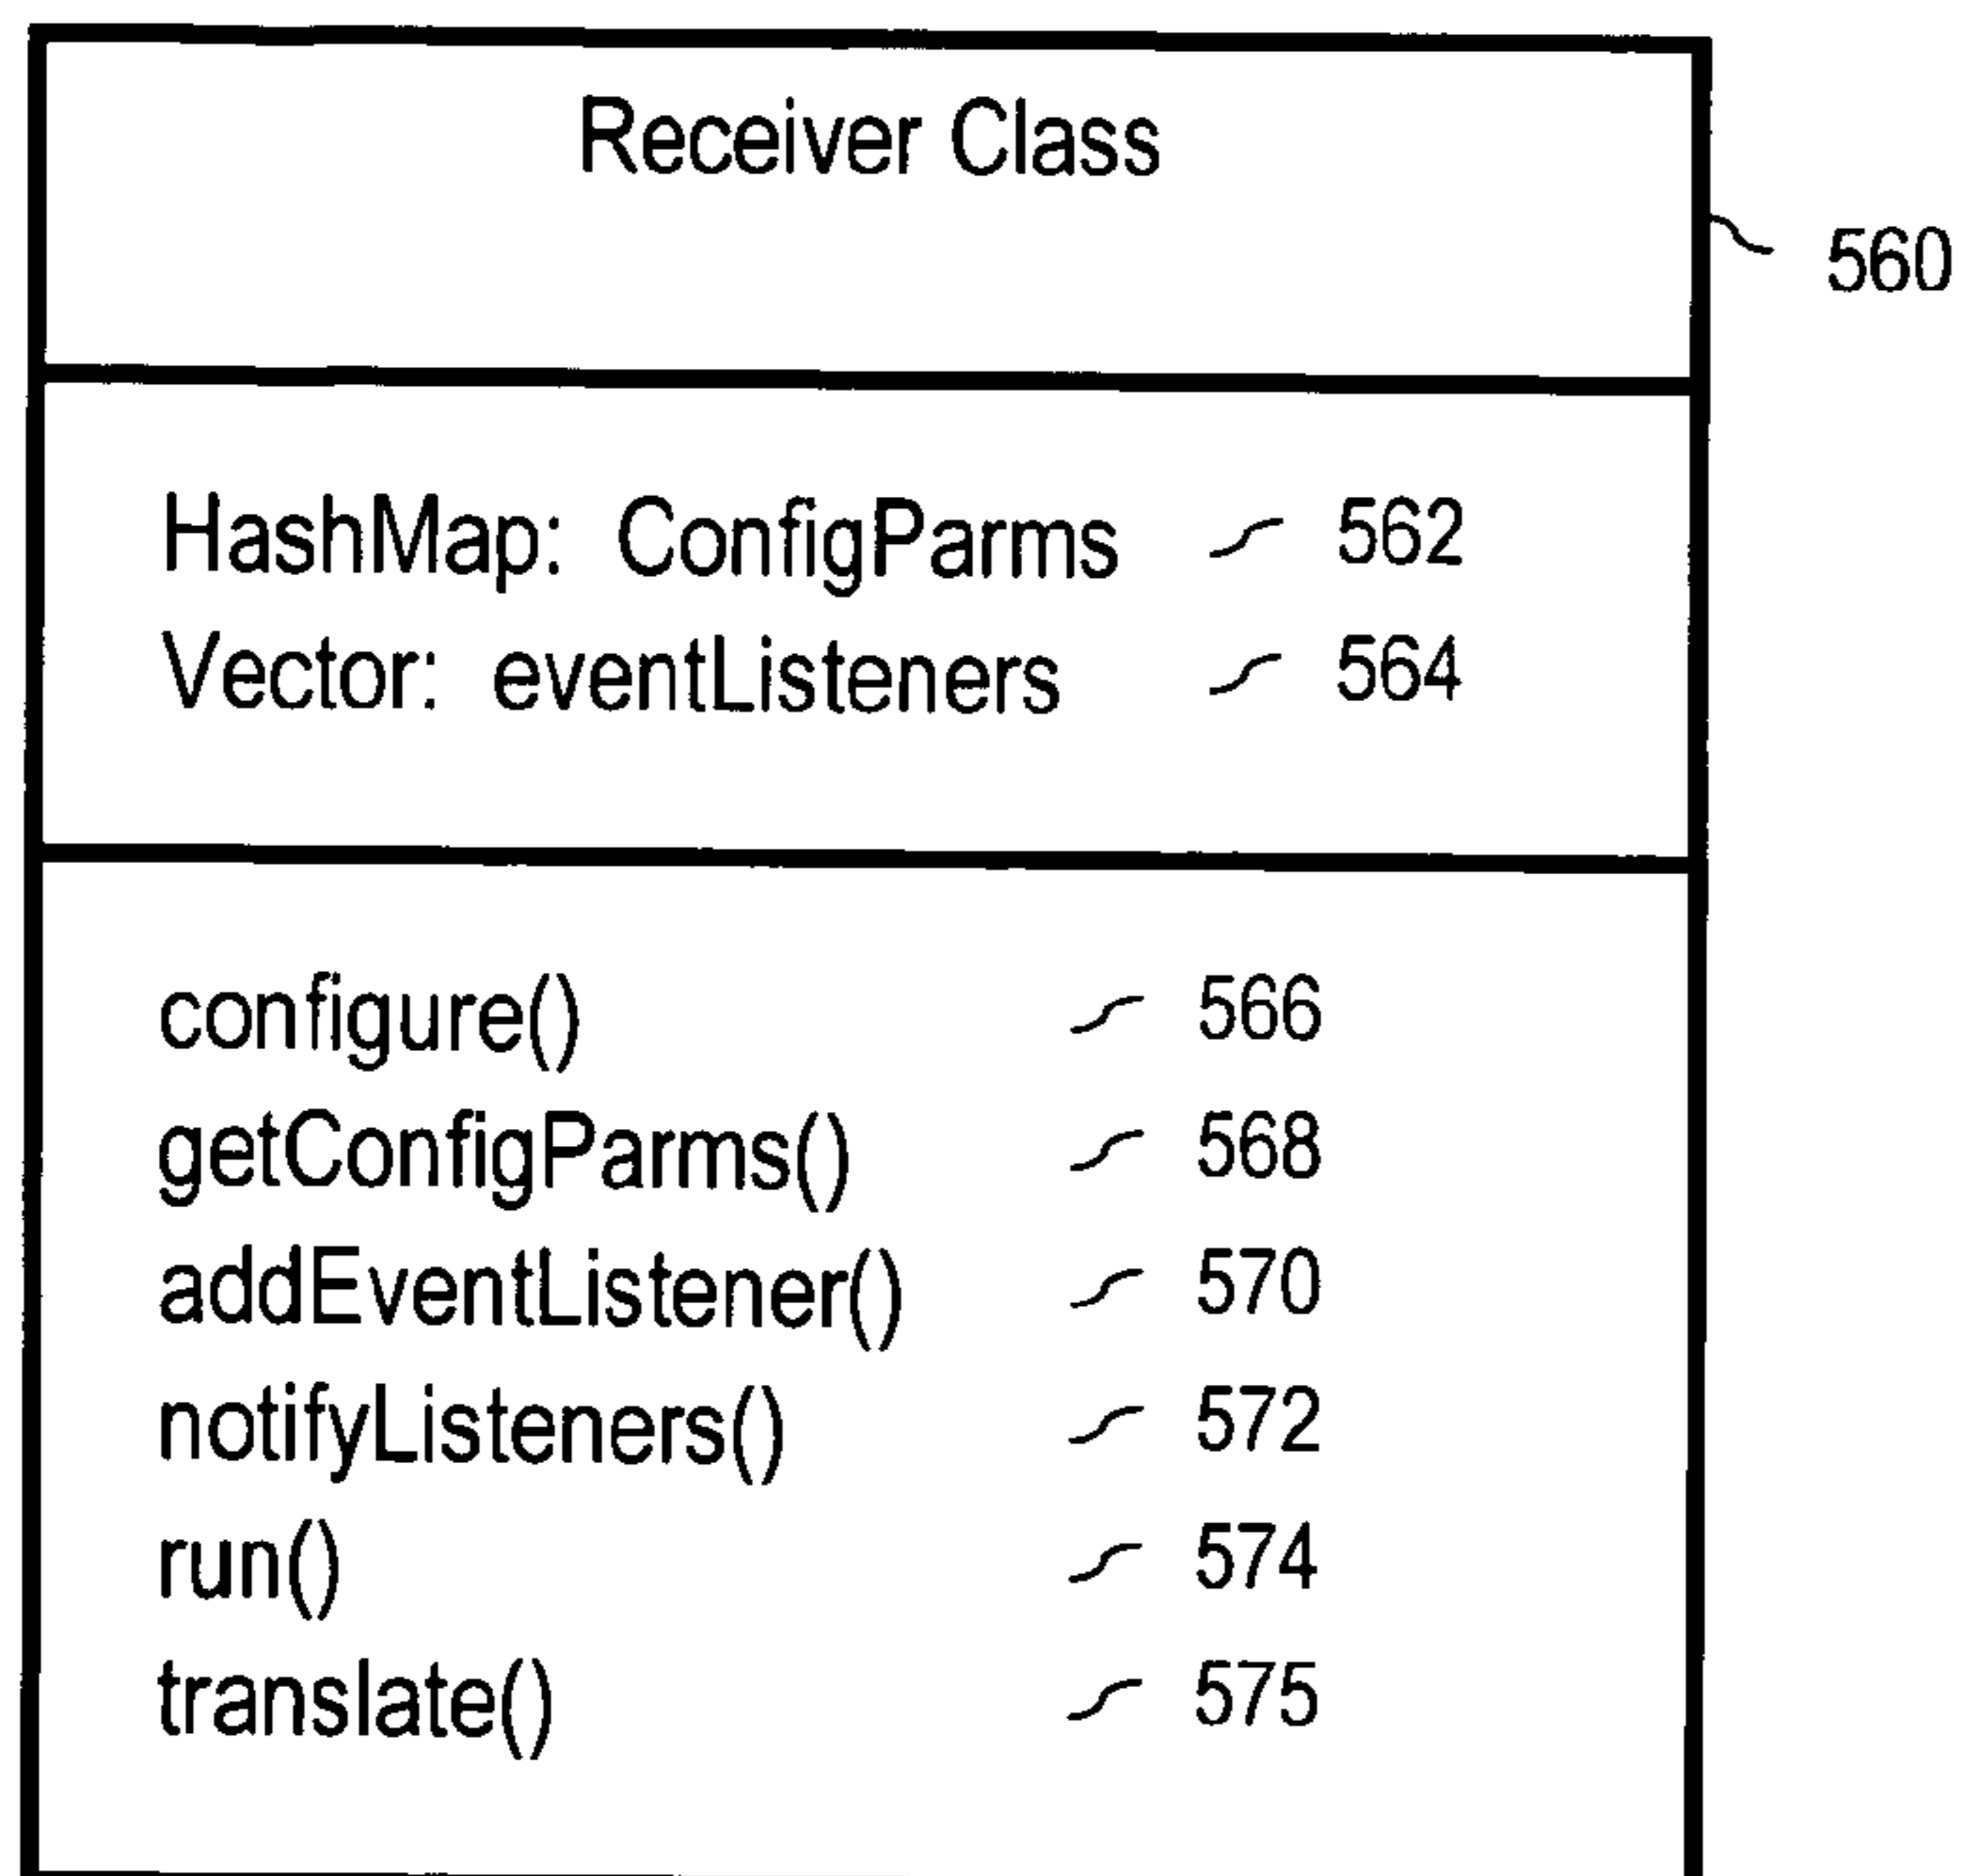 Receiver Class
560
HashMap: ConfigParms 562
Vector: eventListeners 564
configure() 566
getConfigParms() 568
addEventListener() 570
notifyListeners() 572
run() 574
translate() 575